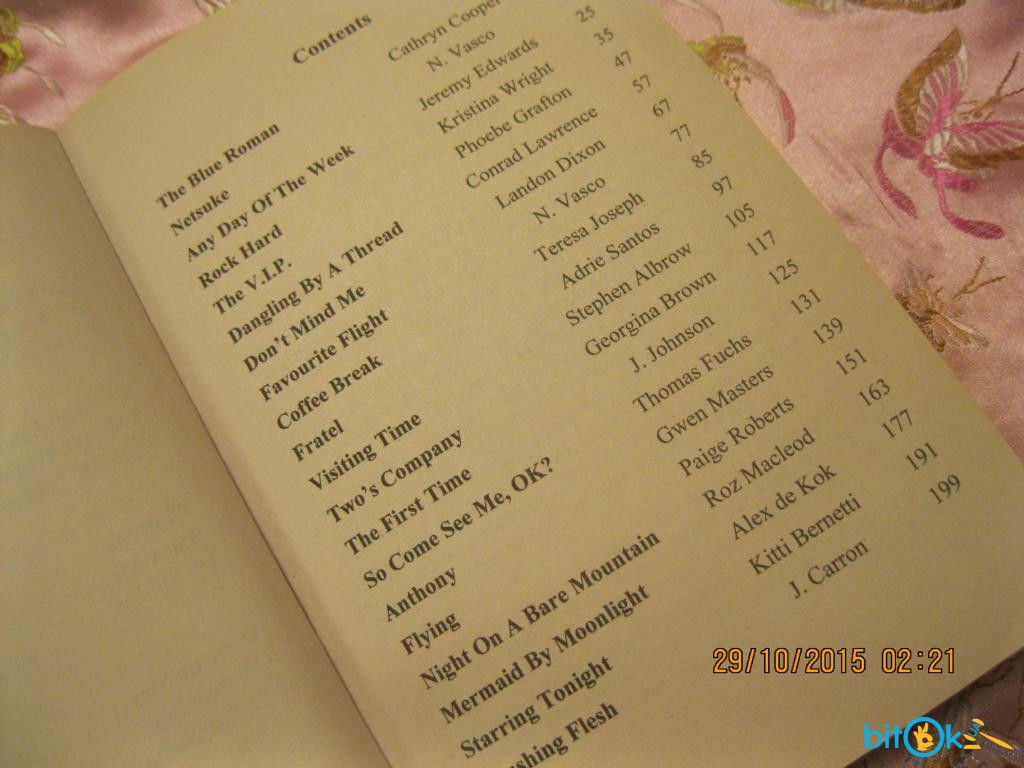 Contents
The Blue Roman Cathryn Cooper
Netsuke N. Vasco
Any Day Of The Week Jeremy Edwards 25
Rock Hard Kristina Wright 35
The V.I.P. Phoebe Grafton 47
Dangling By A Thread Conrad Lawrence 57
Don't Mind Me Landon Dixon 67
Favourite Flight N. Vasco 77
Coffee Break Teresa Joseph 85
Fratel Adrie Santos 97
Visiting Time Stephen Albrow 105
Two's Company Georgina Brown 117
The First Time J. Johnson 125
So Come See Me, OK? Thomas Fuchs 131
Anthony Gwen Masters 139
Flying Paige Roberts 151
Night On A Bare Mountain Roz Macleod 163
Mermaid By Moonlight Alex de Kok 177
Starring Tonight Kitti Bernetti 191
Flesh J. Carron 199
29/10/2015 02:21
bitOk